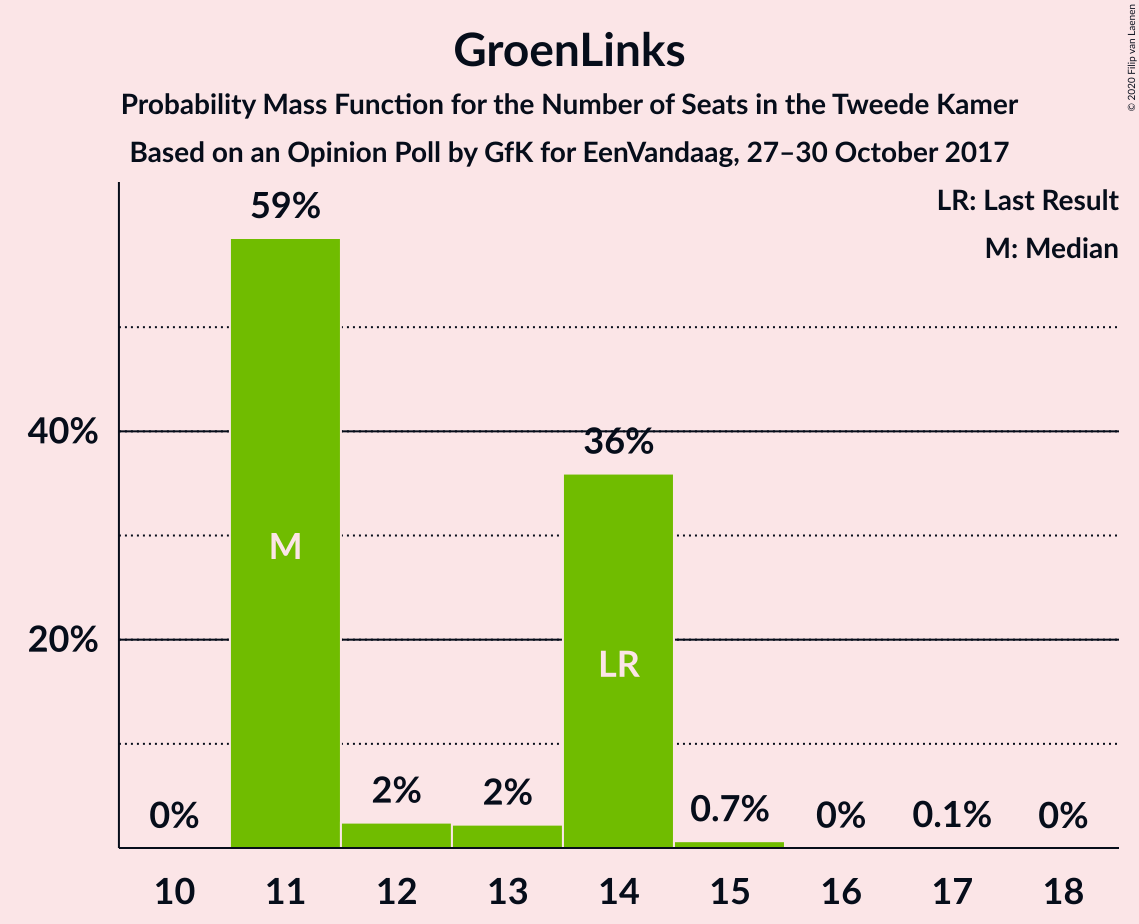 GroenLinks
Probability Mass Function for the Number of Seats in the Tweede Kamer
Based on an Opinion Poll by GfK for EenVandaag, 27–30 October 2017
© 2020 Filip van Laenen
LR: Last Result
M: Median
59%
40%
36%
M
20%
LR
0%
2%
2%
0.7%
0%
0.1%
0%
10 11 12 13 14 15 16 17 18